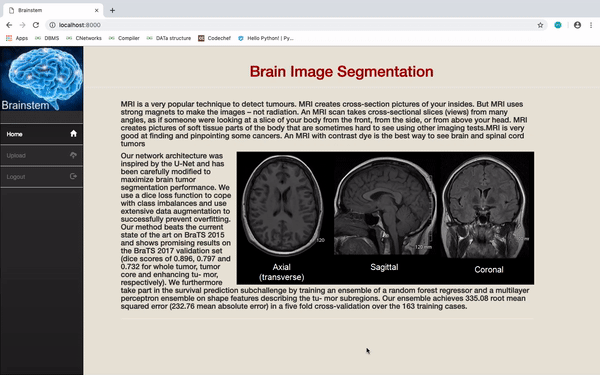 Brainstem
localhost:8000
Apps DBMS CNetworks Compiler DATa structure Codechef Hello Python! | Py...
Brainstem
Home
Upload
Logout
Brain Image Segmentation
MRI is a very popular technique to detect tumours. MRI creates cross-section pictures of your insides. But MRI uses
strong magnets to make the images – not radiation. An MRI scan takes cross-sectional slices (views) from many
angles, as if someone were looking at a slice of your body from the front, from the side, or from above your head. MRI
creates pictures of soft tissue parts of the body that are sometimes hard to see using other imaging tests.MRI is very
good at finding and pinpointing some cancers. An MRI with contrast dye is the best way to see brain and spinal cord
tumors
Our network architecture was
inspired by the U-Net and has
been carefully modified to
maximize brain tumor
segmentation performance. We
use a dice loss function to cope
with class imbalances and use
extensive data augmentation to
successfully prevent overfitting.
Our method beats the current
state of the art on BraTS 2015
and shows promising results on
the BraTS 2017 validation set
(dice scores of 0.896, 0.797 and
0.732 for whole tumor, tumor
core and enhancing tu- mor,
respectively). We furthermore
take part in the survival prediction subchallenge by training an ensemble of a random forest regressor and a multilayer
perceptron ensemble on shape features describing the tu- mor subregions. Our ensemble achieves 335.08 root mean
squared error (232.76 mean absolute error) in a five fold cross-validation over the 163 training cases.
120
120 mm
120 mm
Axial
(transverse)
Sagittal
Coronal